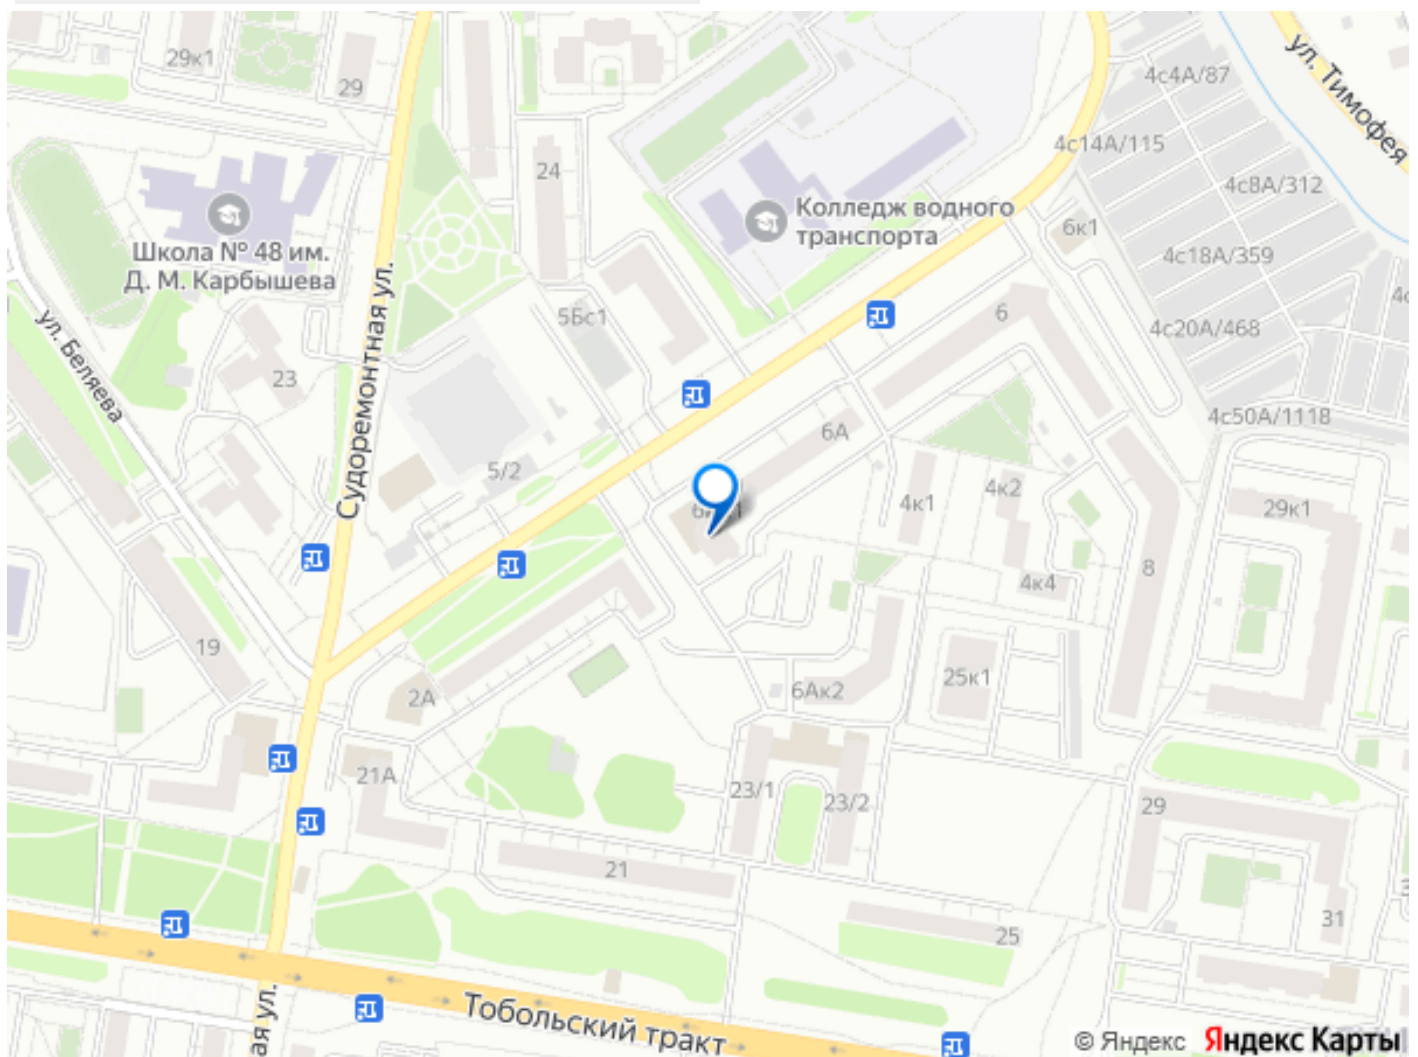 29к1
29
24
4с4А/87
ул. Тимофея
4с14А/115
4с8А/312
Колледж водного
транспорта
6к1
Школа № 48 им.
Д. М. Карбышева
4с18А/359
5Бс1
6
4с20А/468
ул. Беляева
Судоремонтная ул.
23
4с50А/1118
6А
5/2
4к1
4к2
29к1
8
4к4
19
2А
6Ак2
25к1
21А
23/1
23/2
29
21
25
31
Тобольский тракт
ая ул.
© Яндекс Яндекс Карты